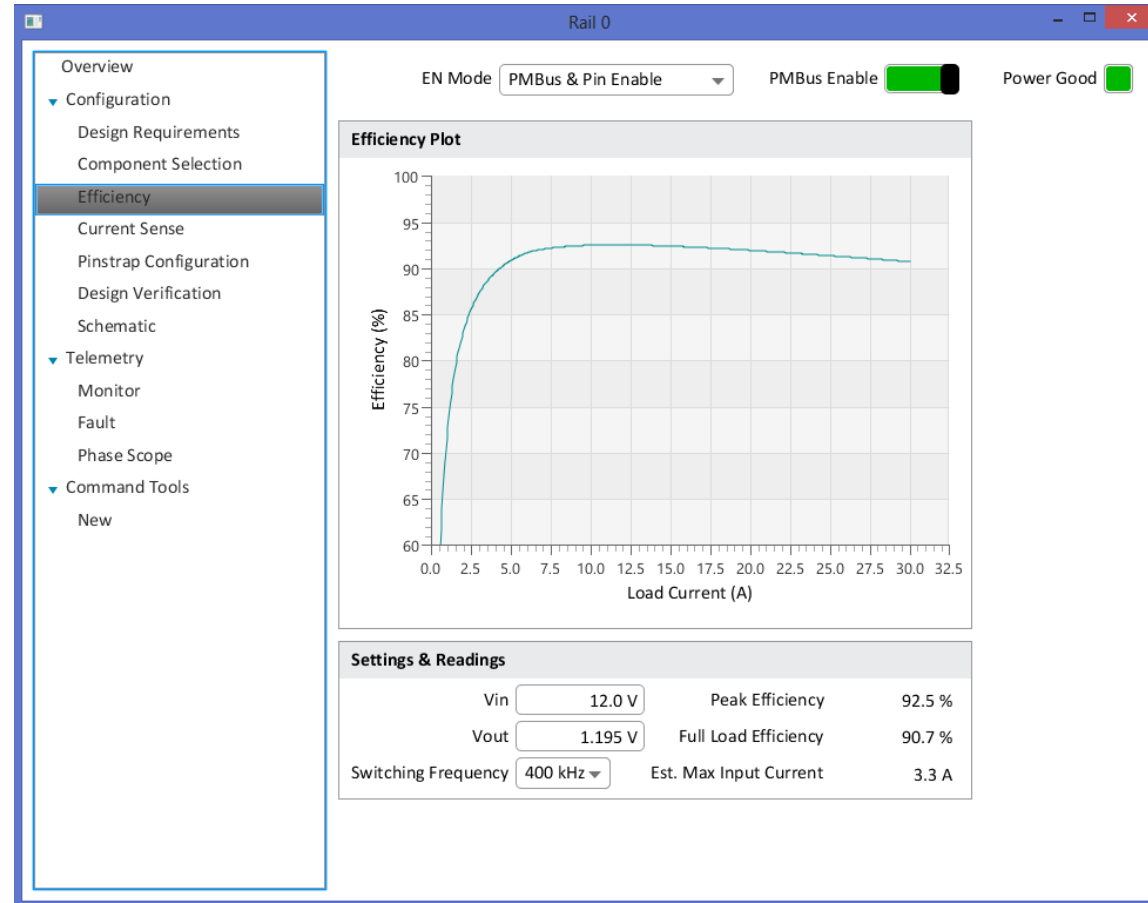 Rail 0
Overview
Configuration
Design Requirements
Component Selection
Efficiency
Current Sense
Pinstrap Configuration
Design Verification
Schematic
Telemetry
Monitor
Fault
Phase Scope
Command Tools
New
EN Mode PMBus & Pin Enable PMBus Enable Power Good
Efficiency Plot
100
95
90
85
80
75
70
65
60
Efficiency (%)
0.0 2.5 5.0 7.5 10.0 12.5 15.0 17.5 20.0 22.5 25.0 27.5 30.0 32.5
Load Current (A)
Settings & Readings
Vin 12.0 V Peak Efficiency 92.5 %
Vout 1.195 V Full Load Efficiency 90.7 %
Switching Frequency 400 kHz Est. Max Input Current 3.3 A